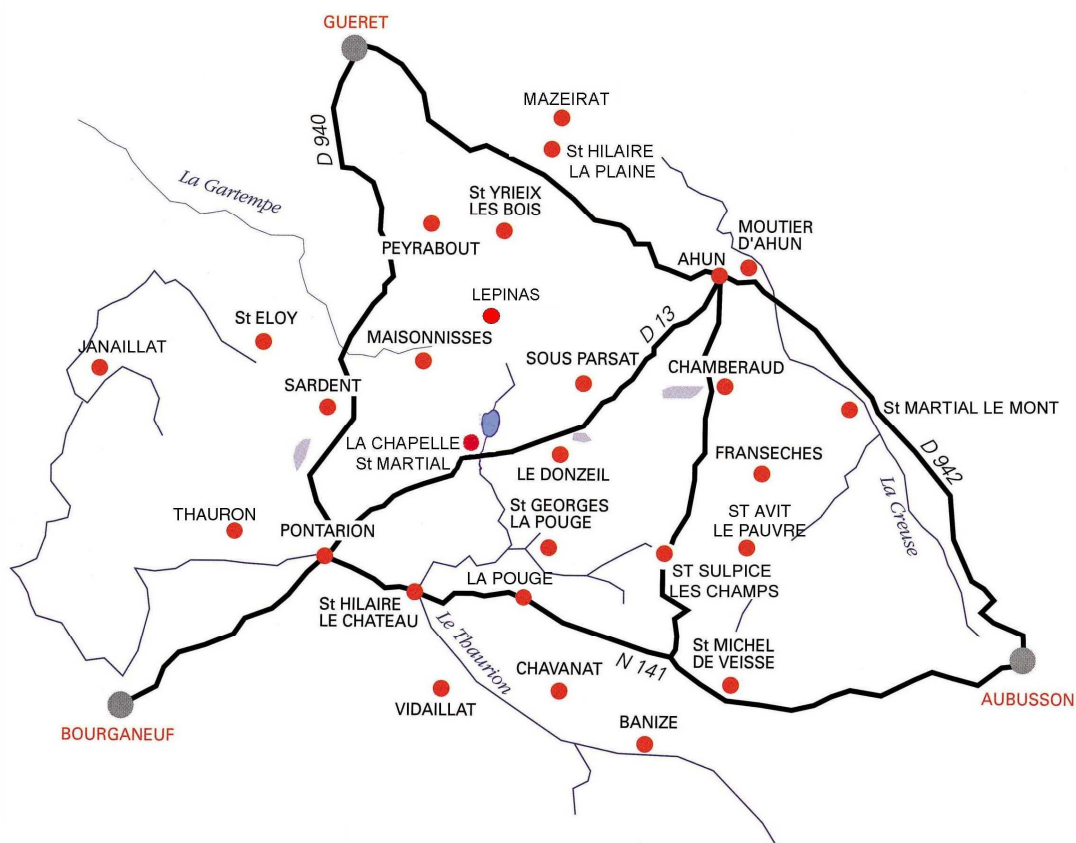 GUERET
MAZEIRAT
D 940
St HILAIRE
LA PLAINE
La Gartempe
St YRIEIX
LES BOIS
MOUTIER
D'AHUN
PEYRABOUT
AHUN
LEPINAS
D 13
St ELOY
JANAILLAT
MAISONNISSES
SOUS PARSAT
CHAMBERAUD
SARDENT
St MARTIAL LE MONT
LA CHAPELLE
St MARTIAL
LE DONZEIL
FRANSECHES
D 942
St GEORGES
LA POUGE
ST AVIT
LE PAUVRE
La Creuse
THAURON
PONTARION
LA POUGE
ST SULPICE
LES CHAMPS
St HILAIRE
LE CHATEAU
Le Thaurion
N 141
St MICHEL
DE VEISSE
CHAVANAT
AUBUSSON
VIDAILLAT
BANIZE
BOURGANEUF